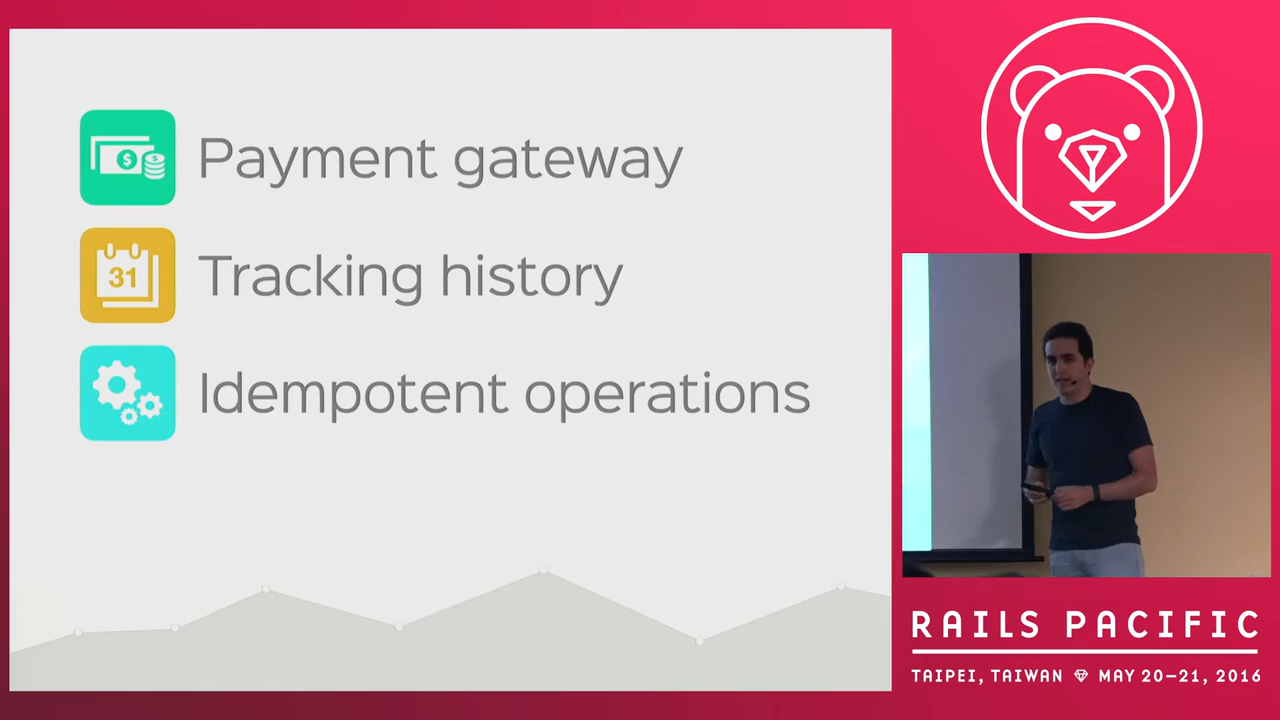 Payment gateway
31
Tracking history
Idempotent operations
RAILS PACIFIC
TAIPEI, TAIWAN MAY 20–21, 2016